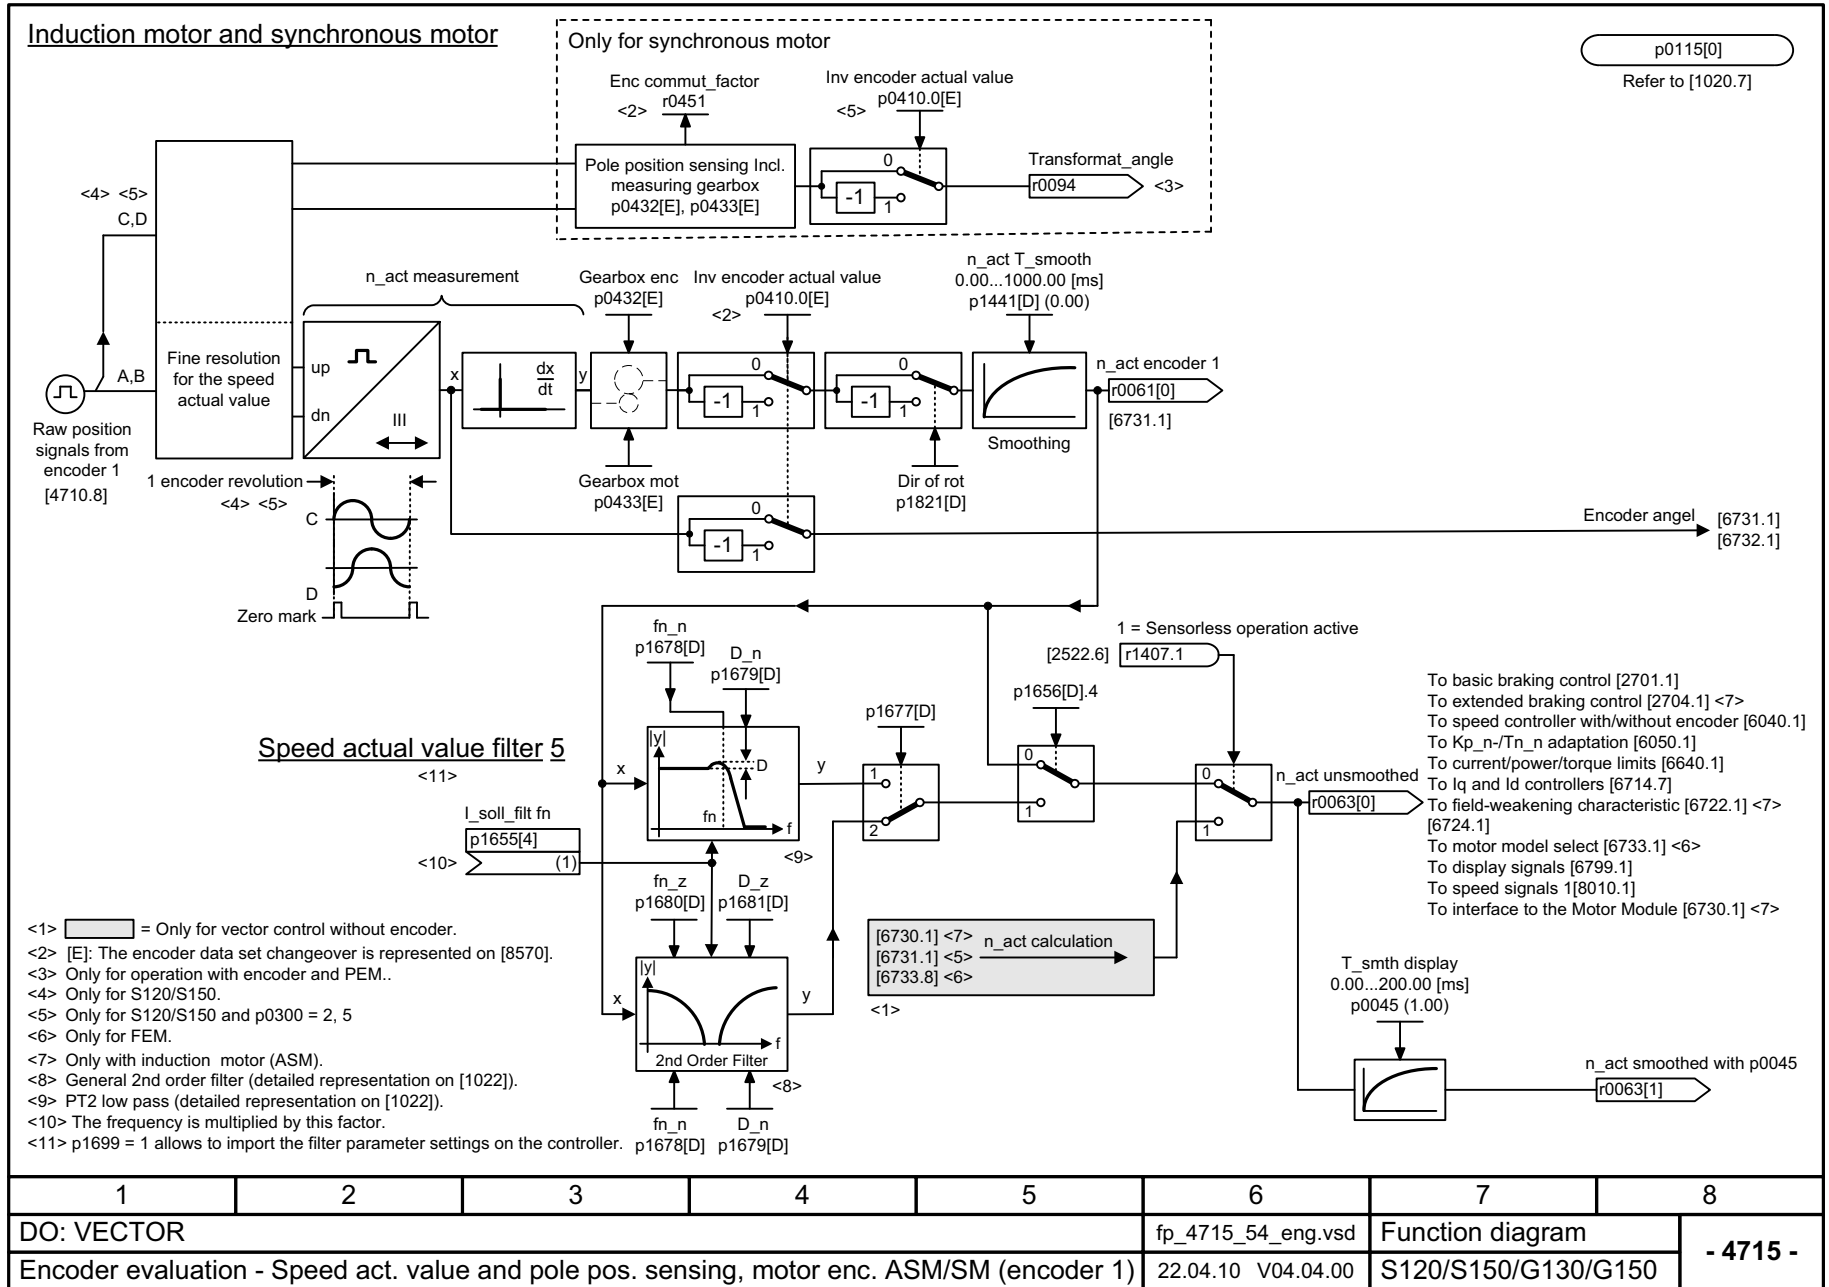 Induction motor and synchronous motor
Only for synchronous motor
p0115[0]
Refer to [1020.7]
Enc commut_factor
r0451
<2>
Inv encoder actual value
p0410.0[E]
<5>
Pole position sensing Incl.
measuring gearbox
p0432[E], p0433[E]
0
-1
1
Transformat_angle
r0094
<3>
<4> <5>
C,D
n_act measurement
Gearbox enc
p0432[E]
Inv encoder actual value
p0410.0[E]
<2>
n_act T_smooth
0.00...1000.00 [ms]
p1441[D] (0.00)
Fine resolution
for the speed
actual value
A,B
up
dn
III
x
dx
dt
y
0
-1
1
0
-1
1
n_act encoder 1
r0061[0]
[6731.1]
Smoothing
Raw position
signals from
encoder 1
[4710.8]
Gearbox mot
p0433[E]
Dir of rot
p1821[D]
1 encoder revolution
<4> <5>
C
D
Zero mark
0
-1
1
Encoder angel
[6731.1]
[6732.1]
fn_n
p1678[D]
D_n
p1679[D]
1 = Sensorless operation active
[2522.6]
r1407.1
p1656[D].4
p1677[D]
Speed actual value filter 5
<11>
x
|y|
D
fn
f
y
<9>
1
2
0
1
0
1
n_act unsmoothed
r0063[0]
To basic braking control [2701.1]
To extended braking control [2704.1] <7>
To speed controller with/without encoder [6040.1]
To Kp_n-/Tn_n adaptation [6050.1]
To current/power/torque limits [6640.1]
To Iq and Id controllers [6714.7]
To field-weakening characteristic [6722.1] <7>
[6724.1]
To motor model select [6733.1] <6>
To display signals [6799.1]
To speed signals 1[8010.1]
To interface to the Motor Module [6730.1] <7>
I_soll_filt fn
p1655[4]
<10>
(1)
fn_z
p1680[D]
D_z
p1681[D]
x
|y|
f
y
2nd Order Filter
<8>
fn_n
p1678[D]
D_n
p1679[D]
[6730.1] <7>
[6731.1] <5>
[6733.8] <6>
n_act calculation
<1>
T_smth display
0.00...200.00 [ms]
p0045 (1.00)
n_act smoothed with p0045
r0063[1]
<1> = Only for vector control without encoder.
<2> [E]: The encoder data set changeover is represented on [8570].
<3> Only for operation with encoder and PEM..
<4> Only for S120/S150.
<5> Only for S120/S150 and p0300 = 2, 5
<6> Only for FEM.
<7> Only with induction motor (ASM).
<8> General 2nd order filter (detailed representation on [1022]).
<9> PT2 low pass (detailed representation on [1022]).
<10> The frequency is multiplied by this factor.
<11> p1699 = 1 allows to import the filter parameter settings on the controller.
1 2 3 4 5 6 7 8
DO: VECTOR
fp_4715_54_eng.vsd
Function diagram
- 4715 -
Encoder evaluation - Speed act. value and pole pos. sensing, motor enc. ASM/SM (encoder 1)
22.04.10 V04.04.00
S120/S150/G130/G150